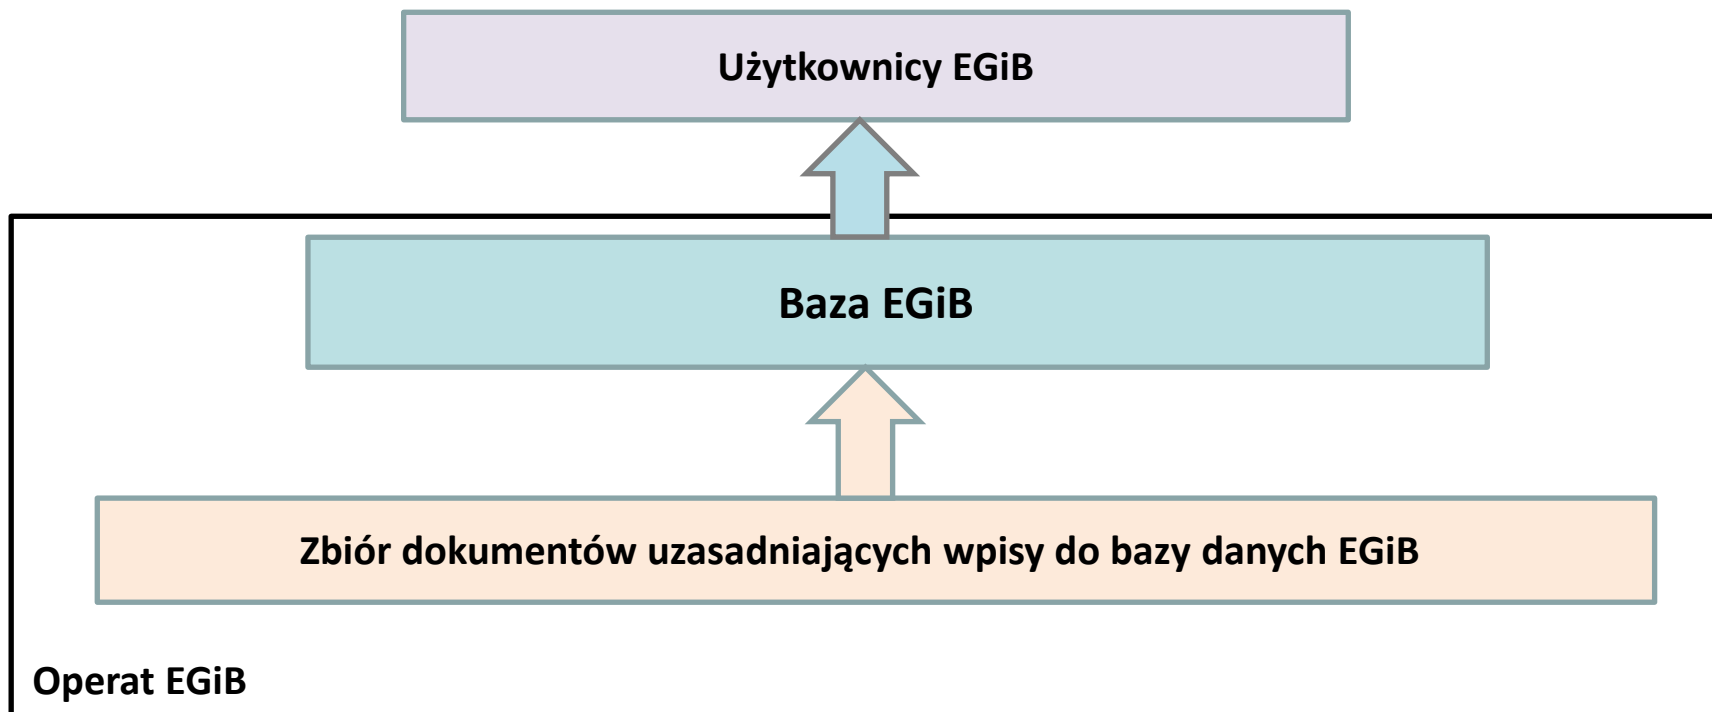 Użytkownicy EGiB
Baza EGiB
Zbiór dokumentów uzasadniających wpisy do bazy danych EGiB
Operat EGiB